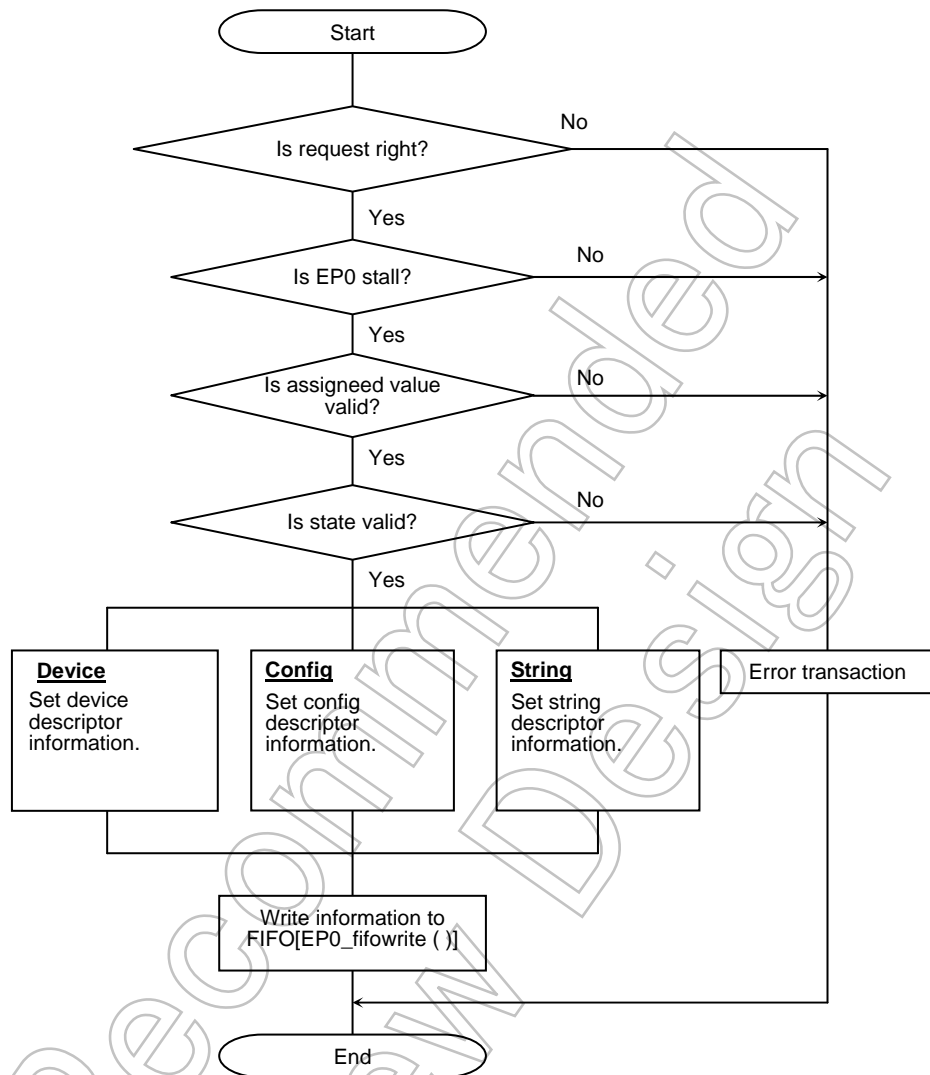 Start
Is request right?
No
Yes
Is EP0 stall?
No
Yes
Is assigneed value
valid?
No
Yes
Is state valid?
No
Yes
Device
Set device
descriptor
information.
Config
Set config
descriptor
information.
String
Set string
descriptor
information.
Error transaction
Write information to
FIFO[EP0_fifowrite ( )]
End
Recommended
Design